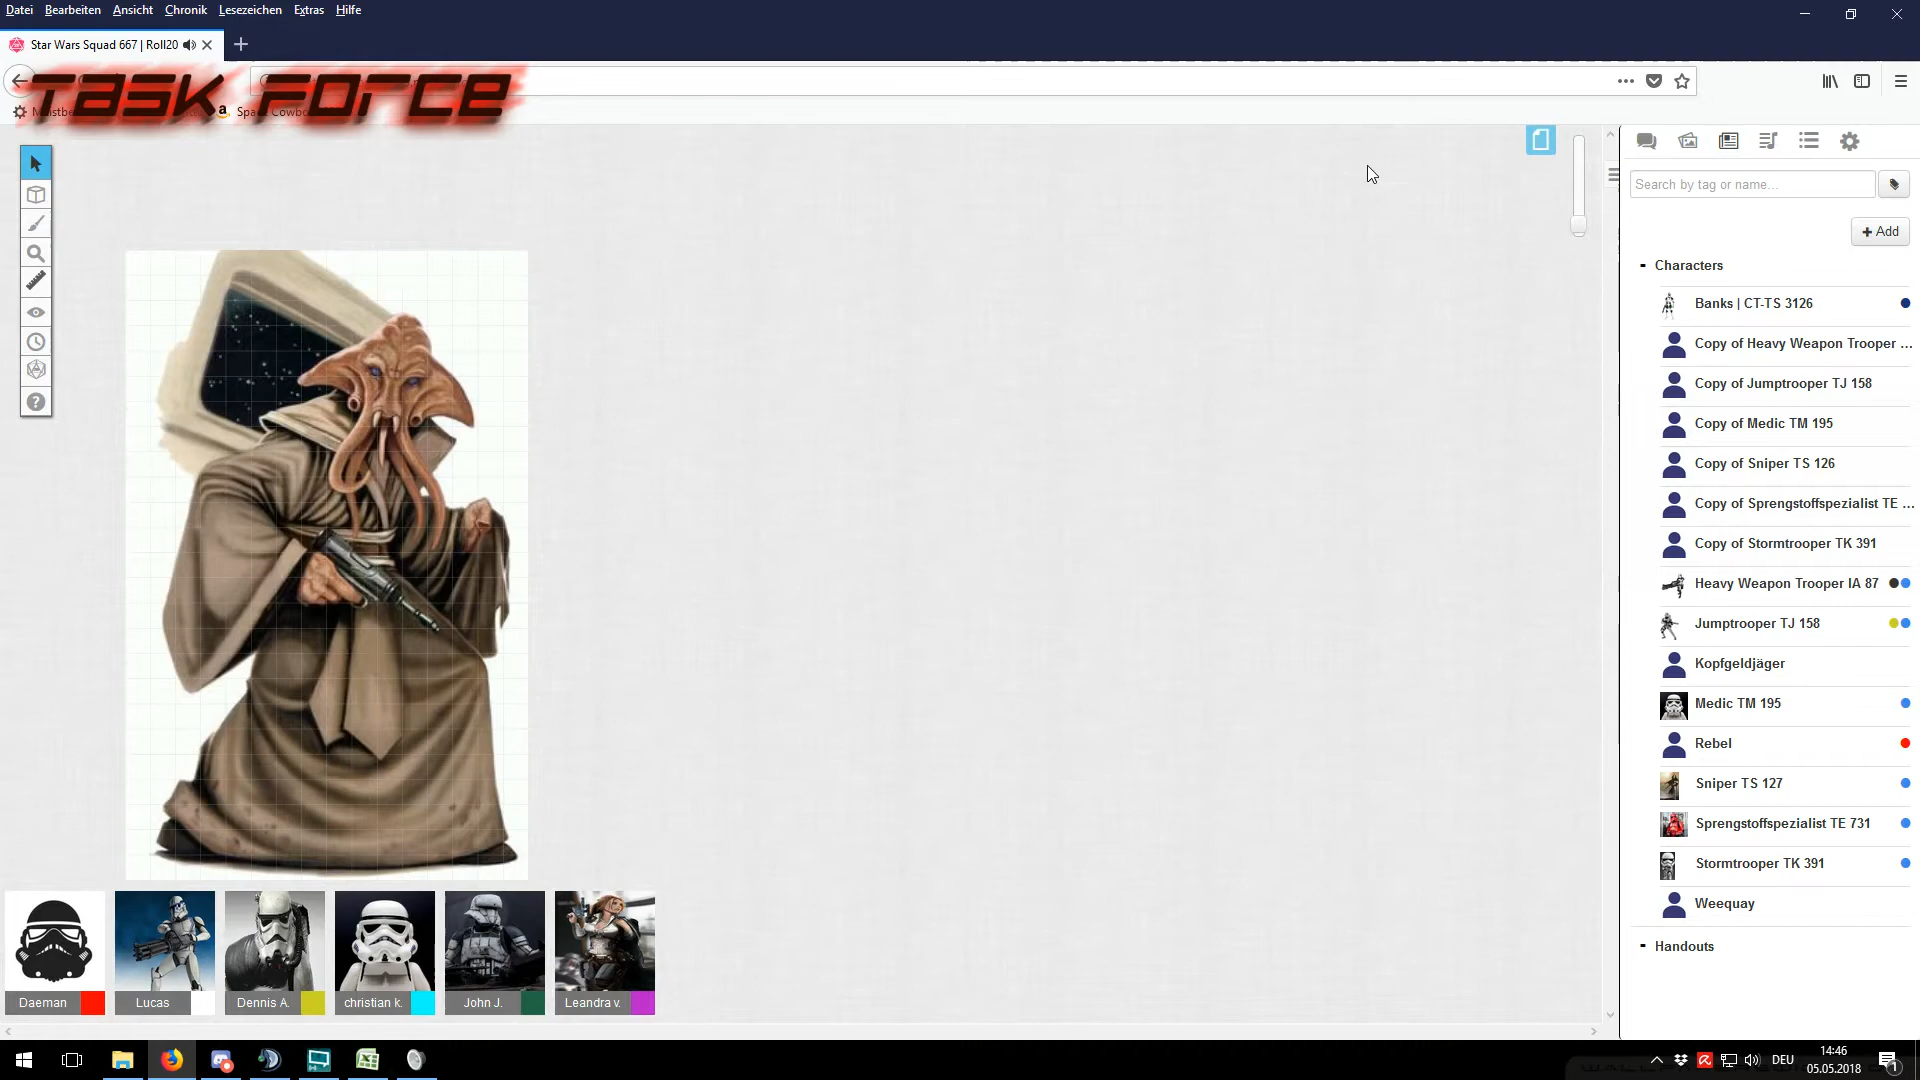 Datei Bearbeiten Ansicht Chronik Lesezeichen Extras Hilfe
Star Wars Squad 667 | Roll20
TASK FORCE
Search by tag or name...
+ Add
- Characters
Banks | CT-TS 3126
Copy of Heavy Weapon Trooper ...
Copy of Jumptrooper TJ 158
Copy of Medic TM 195
Copy of Sniper TS 126
Copy of Sprengstoffspezialist TE ...
Copy of Stormtrooper TK 391
Heavy Weapon Trooper IA 87
Jumptrooper TJ 158
Kopfgeldjäger
Medic TM 195
Rebel
Sniper TS 127
Sprengstoffspezialist TE 731
Stormtrooper TK 391
Weequay
- Handouts
Daeman Lucas Dennis A. christian k. John J. Leandra v.
DEU
14:46
05.05.2018
1